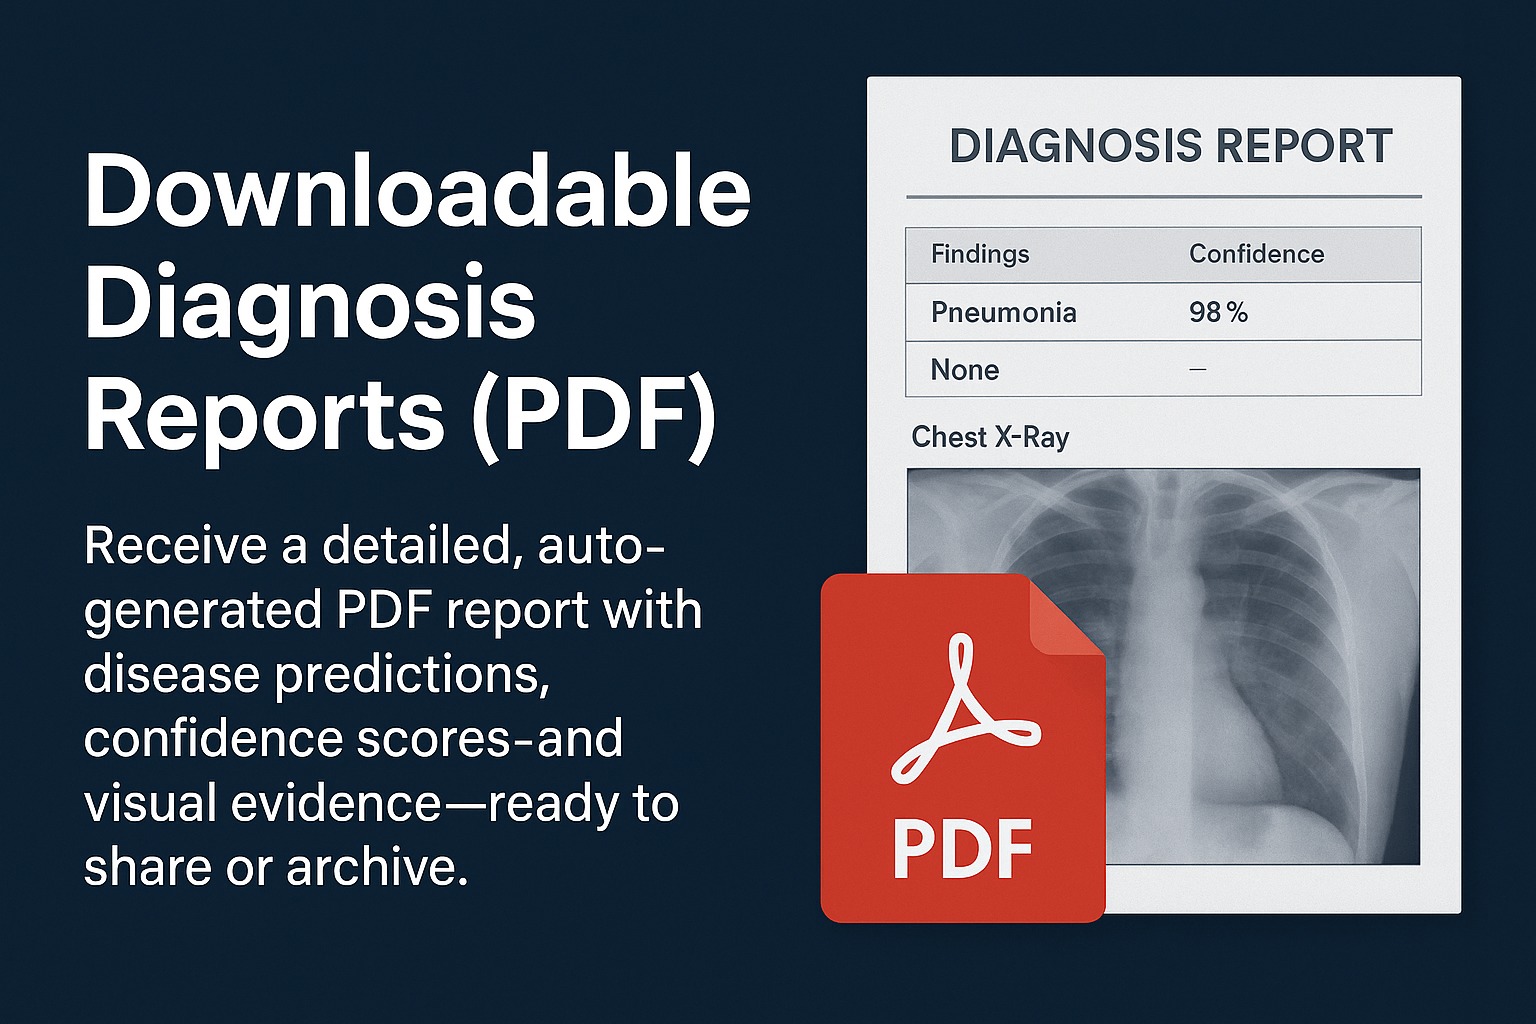 Downloadable
Diagnosis
Reports (PDF)
Receive a detailed, auto-
generated PDF report with
disease predictions,
confidence scores–and
visual evidence—ready to
share or archive.
DIAGNOSIS REPORT
Findings Confidence
Pneumonia 98 %
None –
Chest X-Ray
PDF